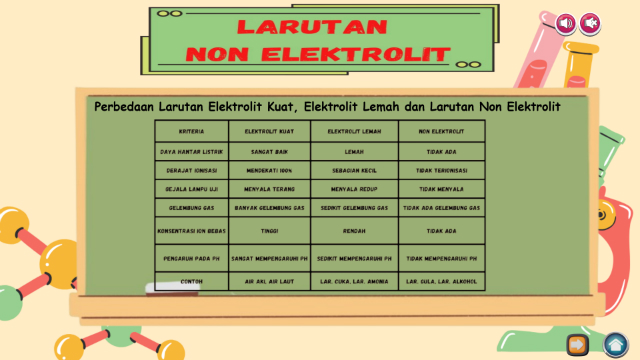 LARUTAN
NON ELEKTROLIT
Perbedaan Larutan Elektrolit Kuat, Elektrolit Lemah dan Larutan Non Elektrolit
KRITERIA ELEKTROLIT KUAT ELEKTROLIT LEMAH NON ELEKTROLIT
DAYA HANTAR LISTRIK SANGAT BAIK LEMAH TIDAK ADA
DERAJAT IONISASI MENDEKATI 100% SEBAGIAN KECIL TIDAK TERIONISASI
GEJALA LAMPU UJI MENYALA TERANG MENYALA REDUP TIDAK MENYALA
GELEMBUNG GAS BANYAK GELEMBUNG GAS SEDIKIT GELEMBUNG GAS TIDAK ADA GELEMBUNG GAS
KONSENTRASI ION BEBAS TINGGI RENDAH TIDAK ADA
PENGARUH PADA PH SANGAT MEMPENGARUHI PH SEDIKIT MEMPENGARUHI PH TIDAK MEMPENGARUHI PH
CONTOH AIR AKI, AIR LAUT LAR. CUKA, LAR. AMONIA LAR. GULA, LAR. ALKOHOL